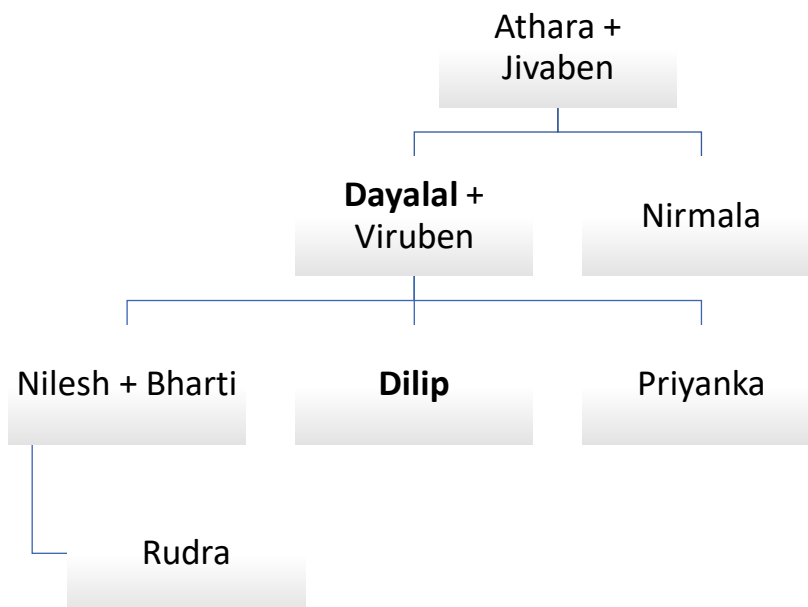 Athara +
Jivaben
Dayalal +
Viruben
Nirmala
Nilesh + Bharti
Dilip
Priyanka
Rudra